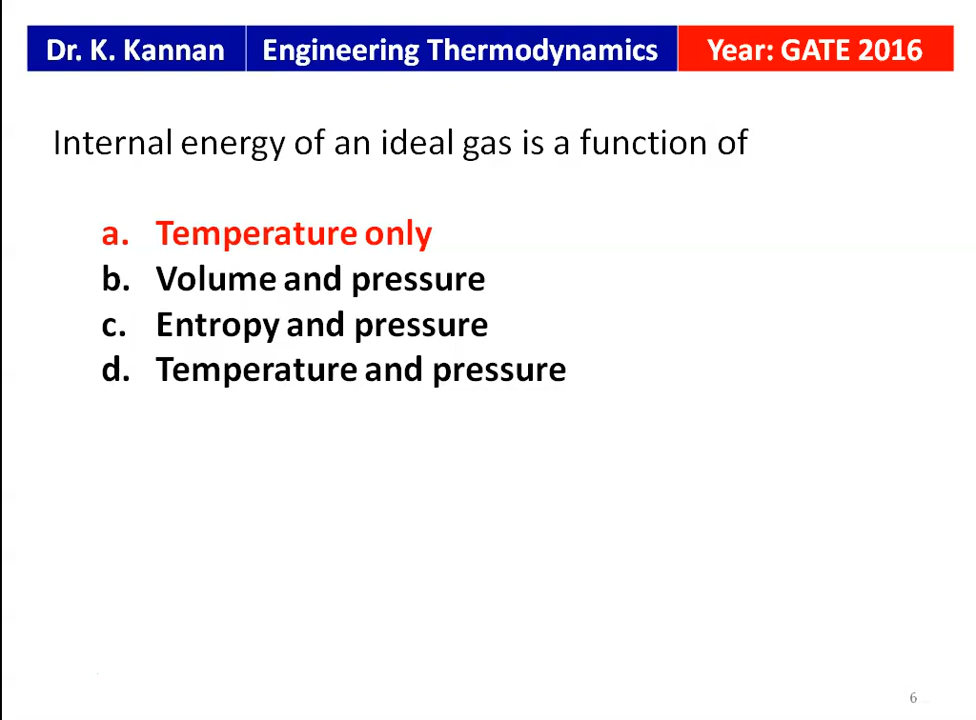 Dr. K. Kannan Engineering Thermodynamics Year: GATE 2016
Internal energy of an ideal gas is a function of
a. Temperature only
b. Volume and pressure
c. Entropy and pressure
d. Temperature and pressure
6